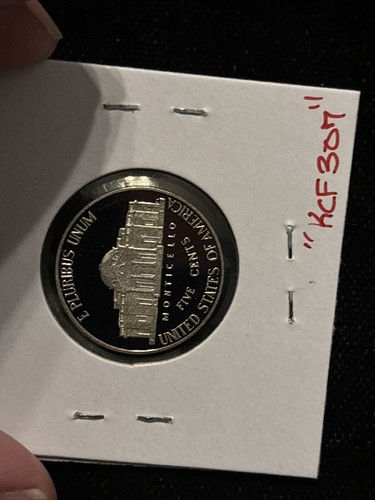 E PLURIBUS UNUM
MONTICELLO
FIVE CENTS
UNITED STATES OF AMERICA
"KCF307"